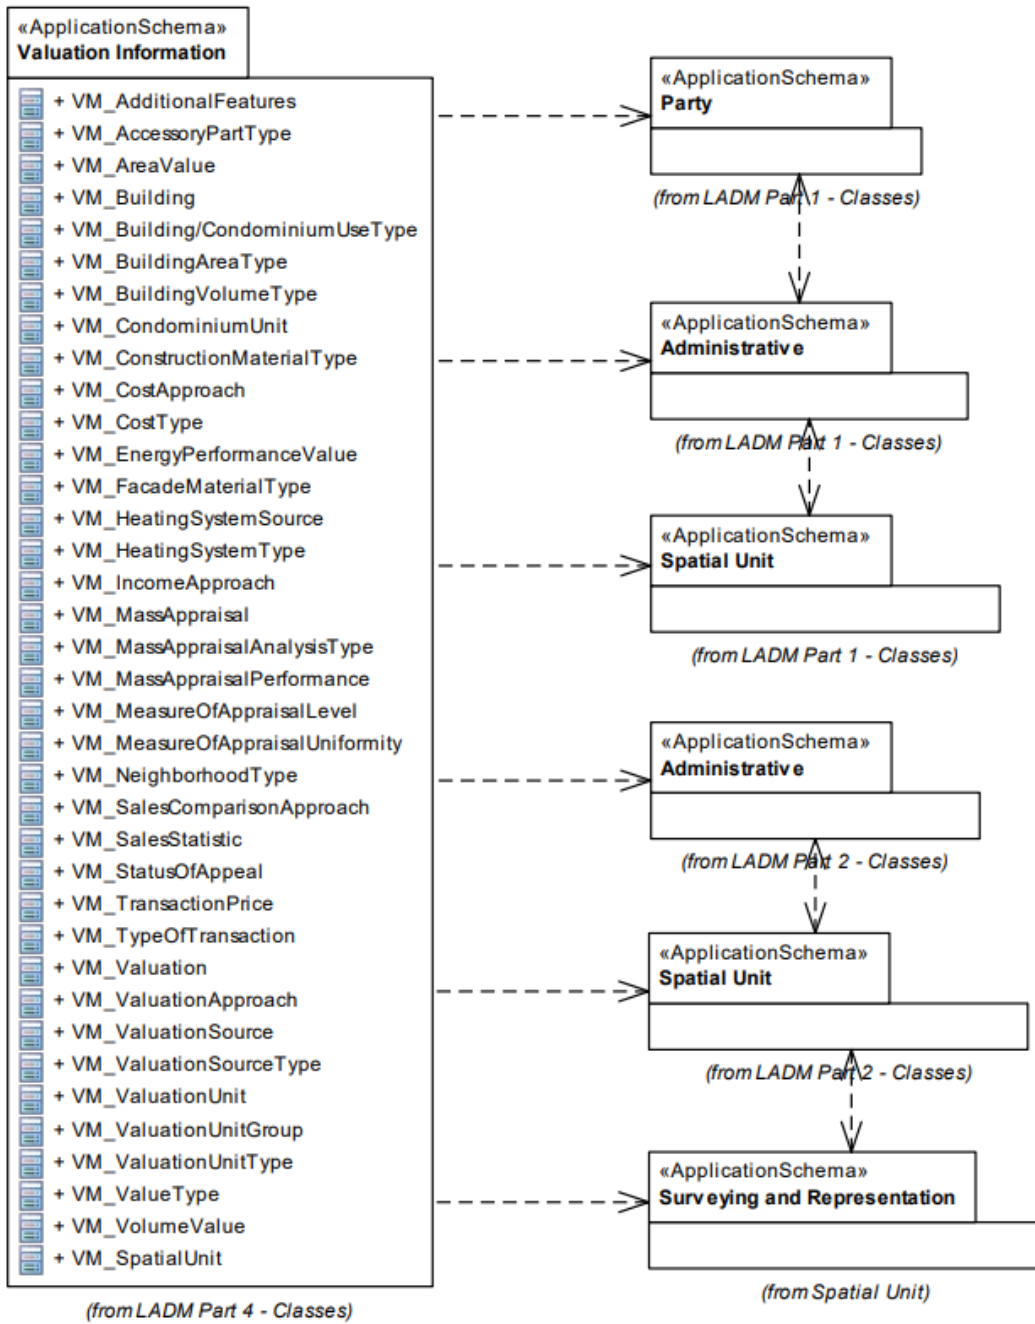 «ApplicationSchema»
Valuation Information
+ VM_AdditionalFeatures
+ VM_AccessoryPartType
+ VM_AreaValue
+ VM_Building
+ VM_Building/CondominiumUseType
+ VM_BuildingAreaType
+ VM_BuildingVolumeType
+ VM_CondominiumUnit
+ VM_ConstructionMaterialType
+ VM_CostApproach
+ VM_CostType
+ VM_EnergyPerformanceValue
+ VM_FacadeMaterialType
+ VM_HeatingSystemSource
+ VM_HeatingSystemType
+ VM_IncomeApproach
+ VM_MassAppraisal
+ VM_MassAppraisalAnalysisType
+ VM_MassAppraisalPerformance
+ VM_MeasureOfAppraisalLevel
+ VM_MeasureOfAppraisalUniformity
+ VM_NeighborhoodType
+ VM_SalesComparisonApproach
+ VM_SalesStatistic
+ VM_StatusOfAppeal
+ VM_TransactionPrice
+ VM_TypeOfTransaction
+ VM_Valuation
+ VM_ValuationApproach
+ VM_ValuationSource
+ VM_ValuationSourceType
+ VM_ValuationUnit
+ VM_ValuationUnitGroup
+ VM_ValuationUnitType
+ VM_ValueType
+ VM_VolumeValue
+ VM_SpatialUnit
(from LADM Part 4 - Classes)
«ApplicationSchema»
Party
(from LADM Part 1 - Classes)
«ApplicationSchema»
Administrative
(from LADM Part 1 - Classes)
«ApplicationSchema»
Spatial Unit
(from LADM Part 1 - Classes)
«ApplicationSchema»
Administrative
(from LADM Part 2 - Classes)
«ApplicationSchema»
Spatial Unit
(from LADM Part 2 - Classes)
«ApplicationSchema»
Surveying and Representation
(from Spatial Unit)